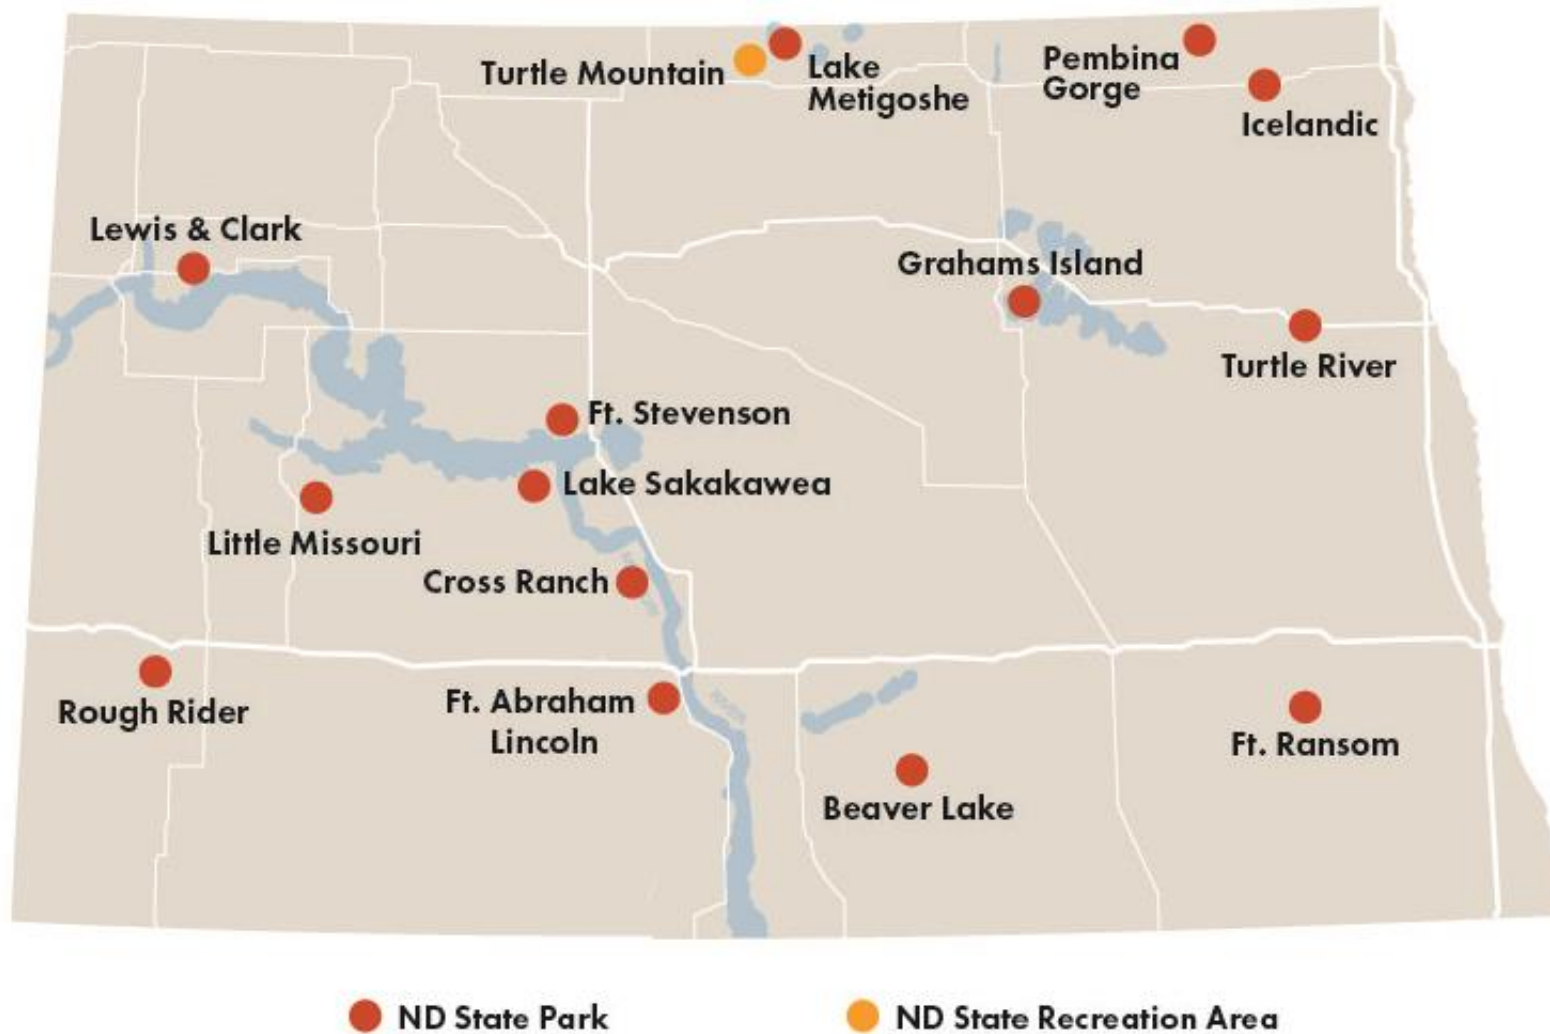 Turtle Mountain
Lake
Metigoshe
Pembina
Gorge
Icelandic
Lewis & Clark
Grahams Island
Turtle River
Ft. Stevenson
Lake Sakakawea
Little Missouri
Cross Ranch
Rough Rider
Ft. Abraham
Lincoln
Ft. Ransom
Beaver Lake
ND State Park
ND State Recreation Area